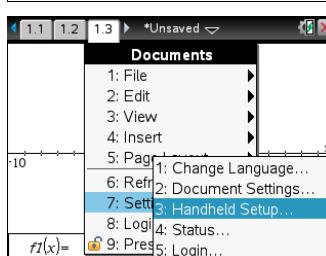 1.1 1.2 1.3 *Unsaved
Documents
1: File
2: Edit
3: View
4: Insert
5: Page Layout
-10
1: Change Language...
6: Refr
2: Document Settings...
7: Setti
3: Handheld Setup...
8: Logi
4: Status...
f1(x)=
9: Pres
5: Login...